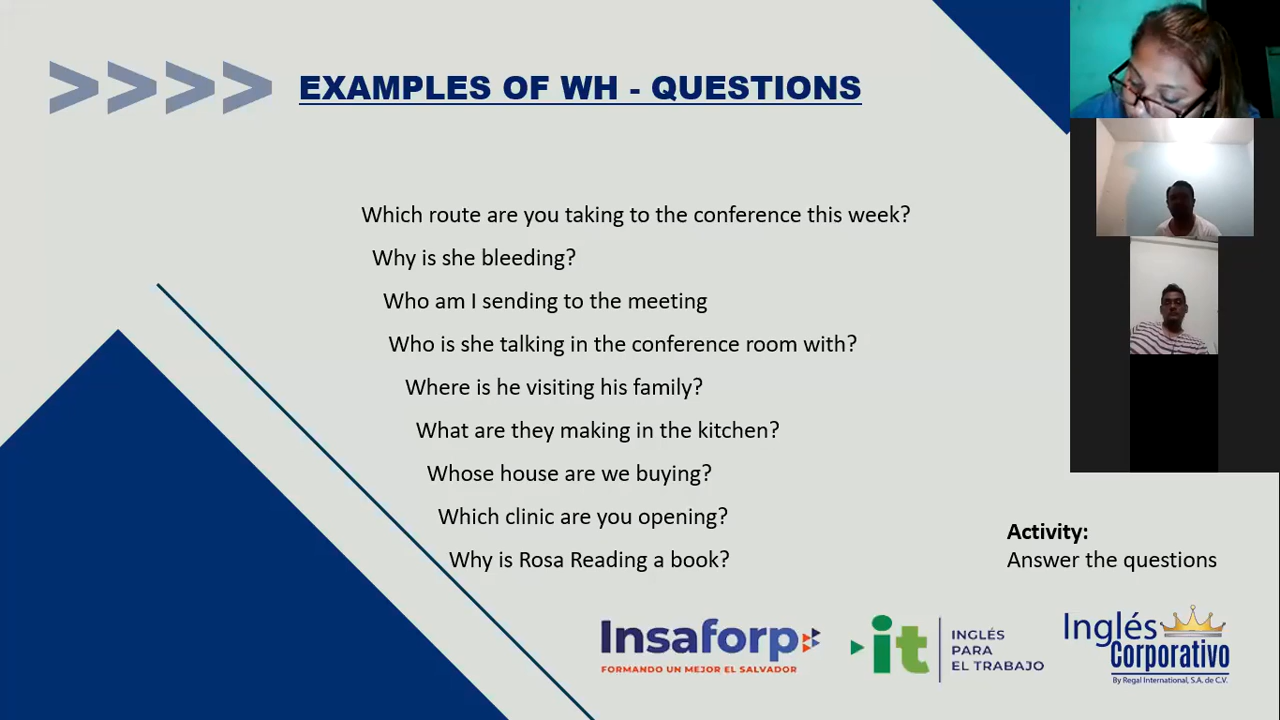 >>>> EXAMPLES OF WH - QUESTIONS
Which route are you taking to the conference this week?
Why is she bleeding?
Who am I sending to the meeting
Who is she talking in the conference room with?
Where is he visiting his family?
What are they making in the kitchen?
Whose house are we buying?
Which clinic are you opening?
Why is Rosa Reading a book?
Activity:
Answer the questions
Insaforp
FORMANDO UN MEJOR EL SALVADOR
it
INGLÉS
PARA
EL TRABAJO
Inglés
Corporativo
By Regal International, S.A. de C.V.